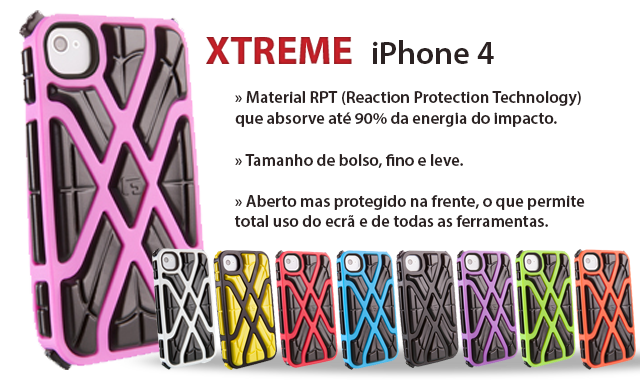 XTREME iPhone 4
» Material RPT (Reaction Protection Technology)
que absorve até 90% da energia do impacto.
» Tamanho de bolso, fino e leve.
» Aberto mas protegido na frente, o que permite
total uso do ecrã e de todas as ferramentas.